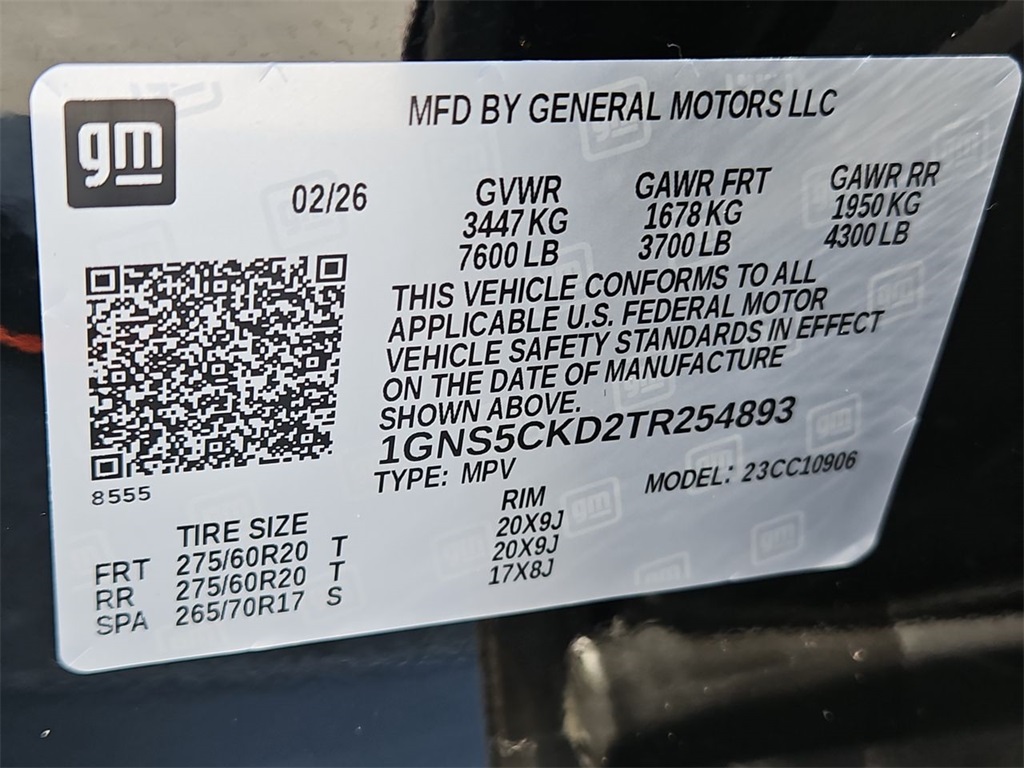 gm
MFD BY GENERAL MOTORS LLC
02/26
GVWR GAWR FRT GAWR RR
3447 KG 1678 KG 1950 KG
7600 LB 3700 LB 4300 LB
THIS VEHICLE CONFORMS TO ALL
APPLICABLE U.S. FEDERAL MOTOR
VEHICLE SAFETY STANDARDS IN EFFECT
ON THE DATE OF MANUFACTURE
SHOWN ABOVE.
1GNS5CKD2TR254893
TYPE: MPV MODEL: 23CC10906
8555
TIRE SIZE RIM
FRT 275/60R20 T 20X9J
RR 275/60R20 T 20X9J
SPA 265/70R17 S 17X8J